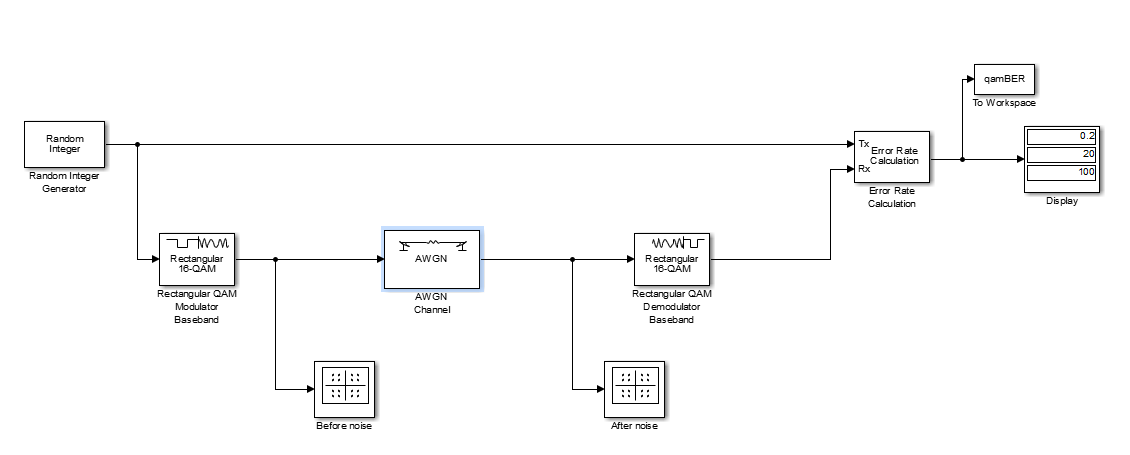 qamBER
To Workspace
Random
Integer
Random Integer
Generator
Tx
Rx
Error Rate
Calculation
Error Rate
Calculation
0.2
20
100
Display
Rectangular
16-QAM
Rectangular QAM
Modulator
Baseband
AWGN
AWGN
Channel
Rectangular
16-QAM
Rectangular QAM
Demodulator
Baseband
Before noise
After noise